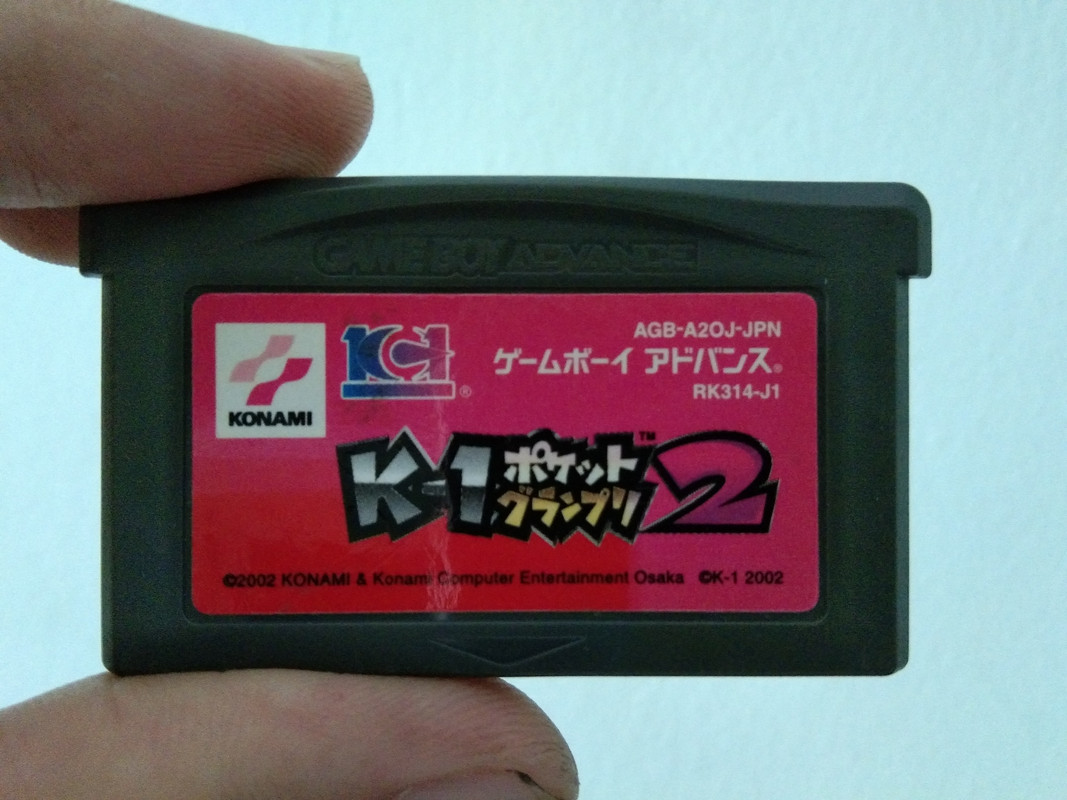 GAME BOY ADVANCE
KONAMI
K-1®
AGB-A2OJ-JPN
ゲームボーイ アドバンス®
RK314-J1
K-1 ポケット
グランプリ 2™
©2002 KONAMI & Konami Computer Entertainment Osaka ©K-1 2002